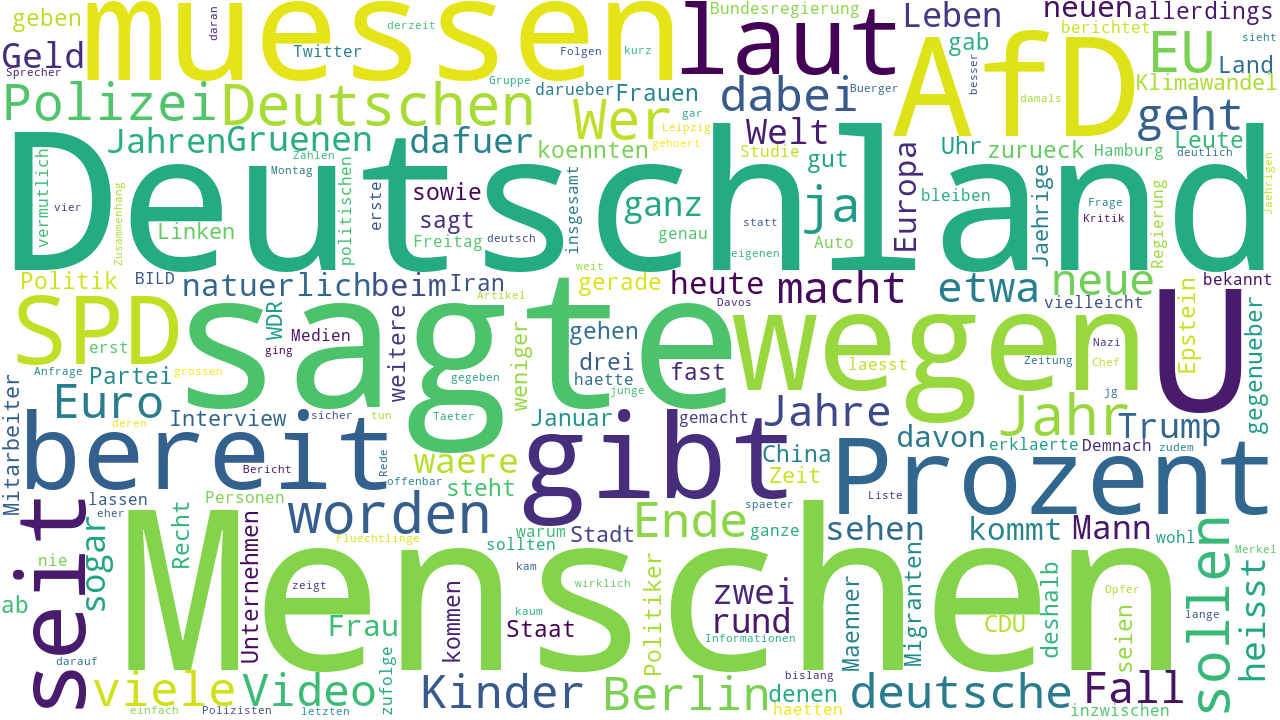 geben
muessen
laut
Bundesregierung
Leben
neuen
allerdings
daran
derzeit
Twitter
Folgen
kurz
gab
berichtet
sieht
Geld
Sprecher
AfD
EU
Land
Gruppe
darueber
Frauen
dabei
besser
Buerger
damals
Klimawandel
Polizei
Deutschen
Wer
gar
Leipzig
Welt
geht
Jahren
Gruenen
dafuer
koennten
gehoert
Studie
gut
Europa
Uhr
zurueck
Hamburg
Leute
deutlich
Deutschland
vermutlich
vier
Zusammenhang
Zahlen
Montag
politischen
erste
sowie
sagt
Freitag
deutsch
insgesamt
ganz
genau
statt
eigenen
ja
Auto
bleiben
Jaehrige
Frage
Kritik
Regierung
Jaehrigen
Linken
Politik
BILD
natuerlich
beim
Iran
Artikel
weit
gerade
heute
Davos
macht
etwa
neue
vielleicht
bekannt
SPD
sagte
wegen
U
erst
WDR
Medien
ging
weitere
weniger
gehen
drei
haette
fast
laesst
Zeitung
Nazi
Chef
Epstein
gegenueber
Anfrage
grossen
Partei
gegeben
junge
jg
Mitarbeiter
Euro
deren
Interview
sicher
tun
Taeter
Januar
gemacht
Jahre
Jahr
Trump
bereit
gibt
Rede
waere
China
davon
erklaerte
Demnach
zudem
Bericht
offenbar
steht
Zeit
Prozent
Liste
seit
lassen
eher
Personen
worden
spaeter
sogar
Recht
Unternehmen
Fluechtlinge
warum
sollten
Stadt
Ende
ganze
sehen
kommt
Mann
wohl
sollen
Merkel
heisst
nie
ab
Menschen
zeigt
kam
wirklich
kommen
kaum
Staat
Politiker
zwei
rund
Informationen
Maenner
Migranten
CDU
deshalb
Opfer
seien
lange
Frau
darauf
zufolge
bislang
viele
Video
Kinder
Berlin
denen
deutsche
Fall
einfach
Polizisten
letzten
haetten
inzwischen